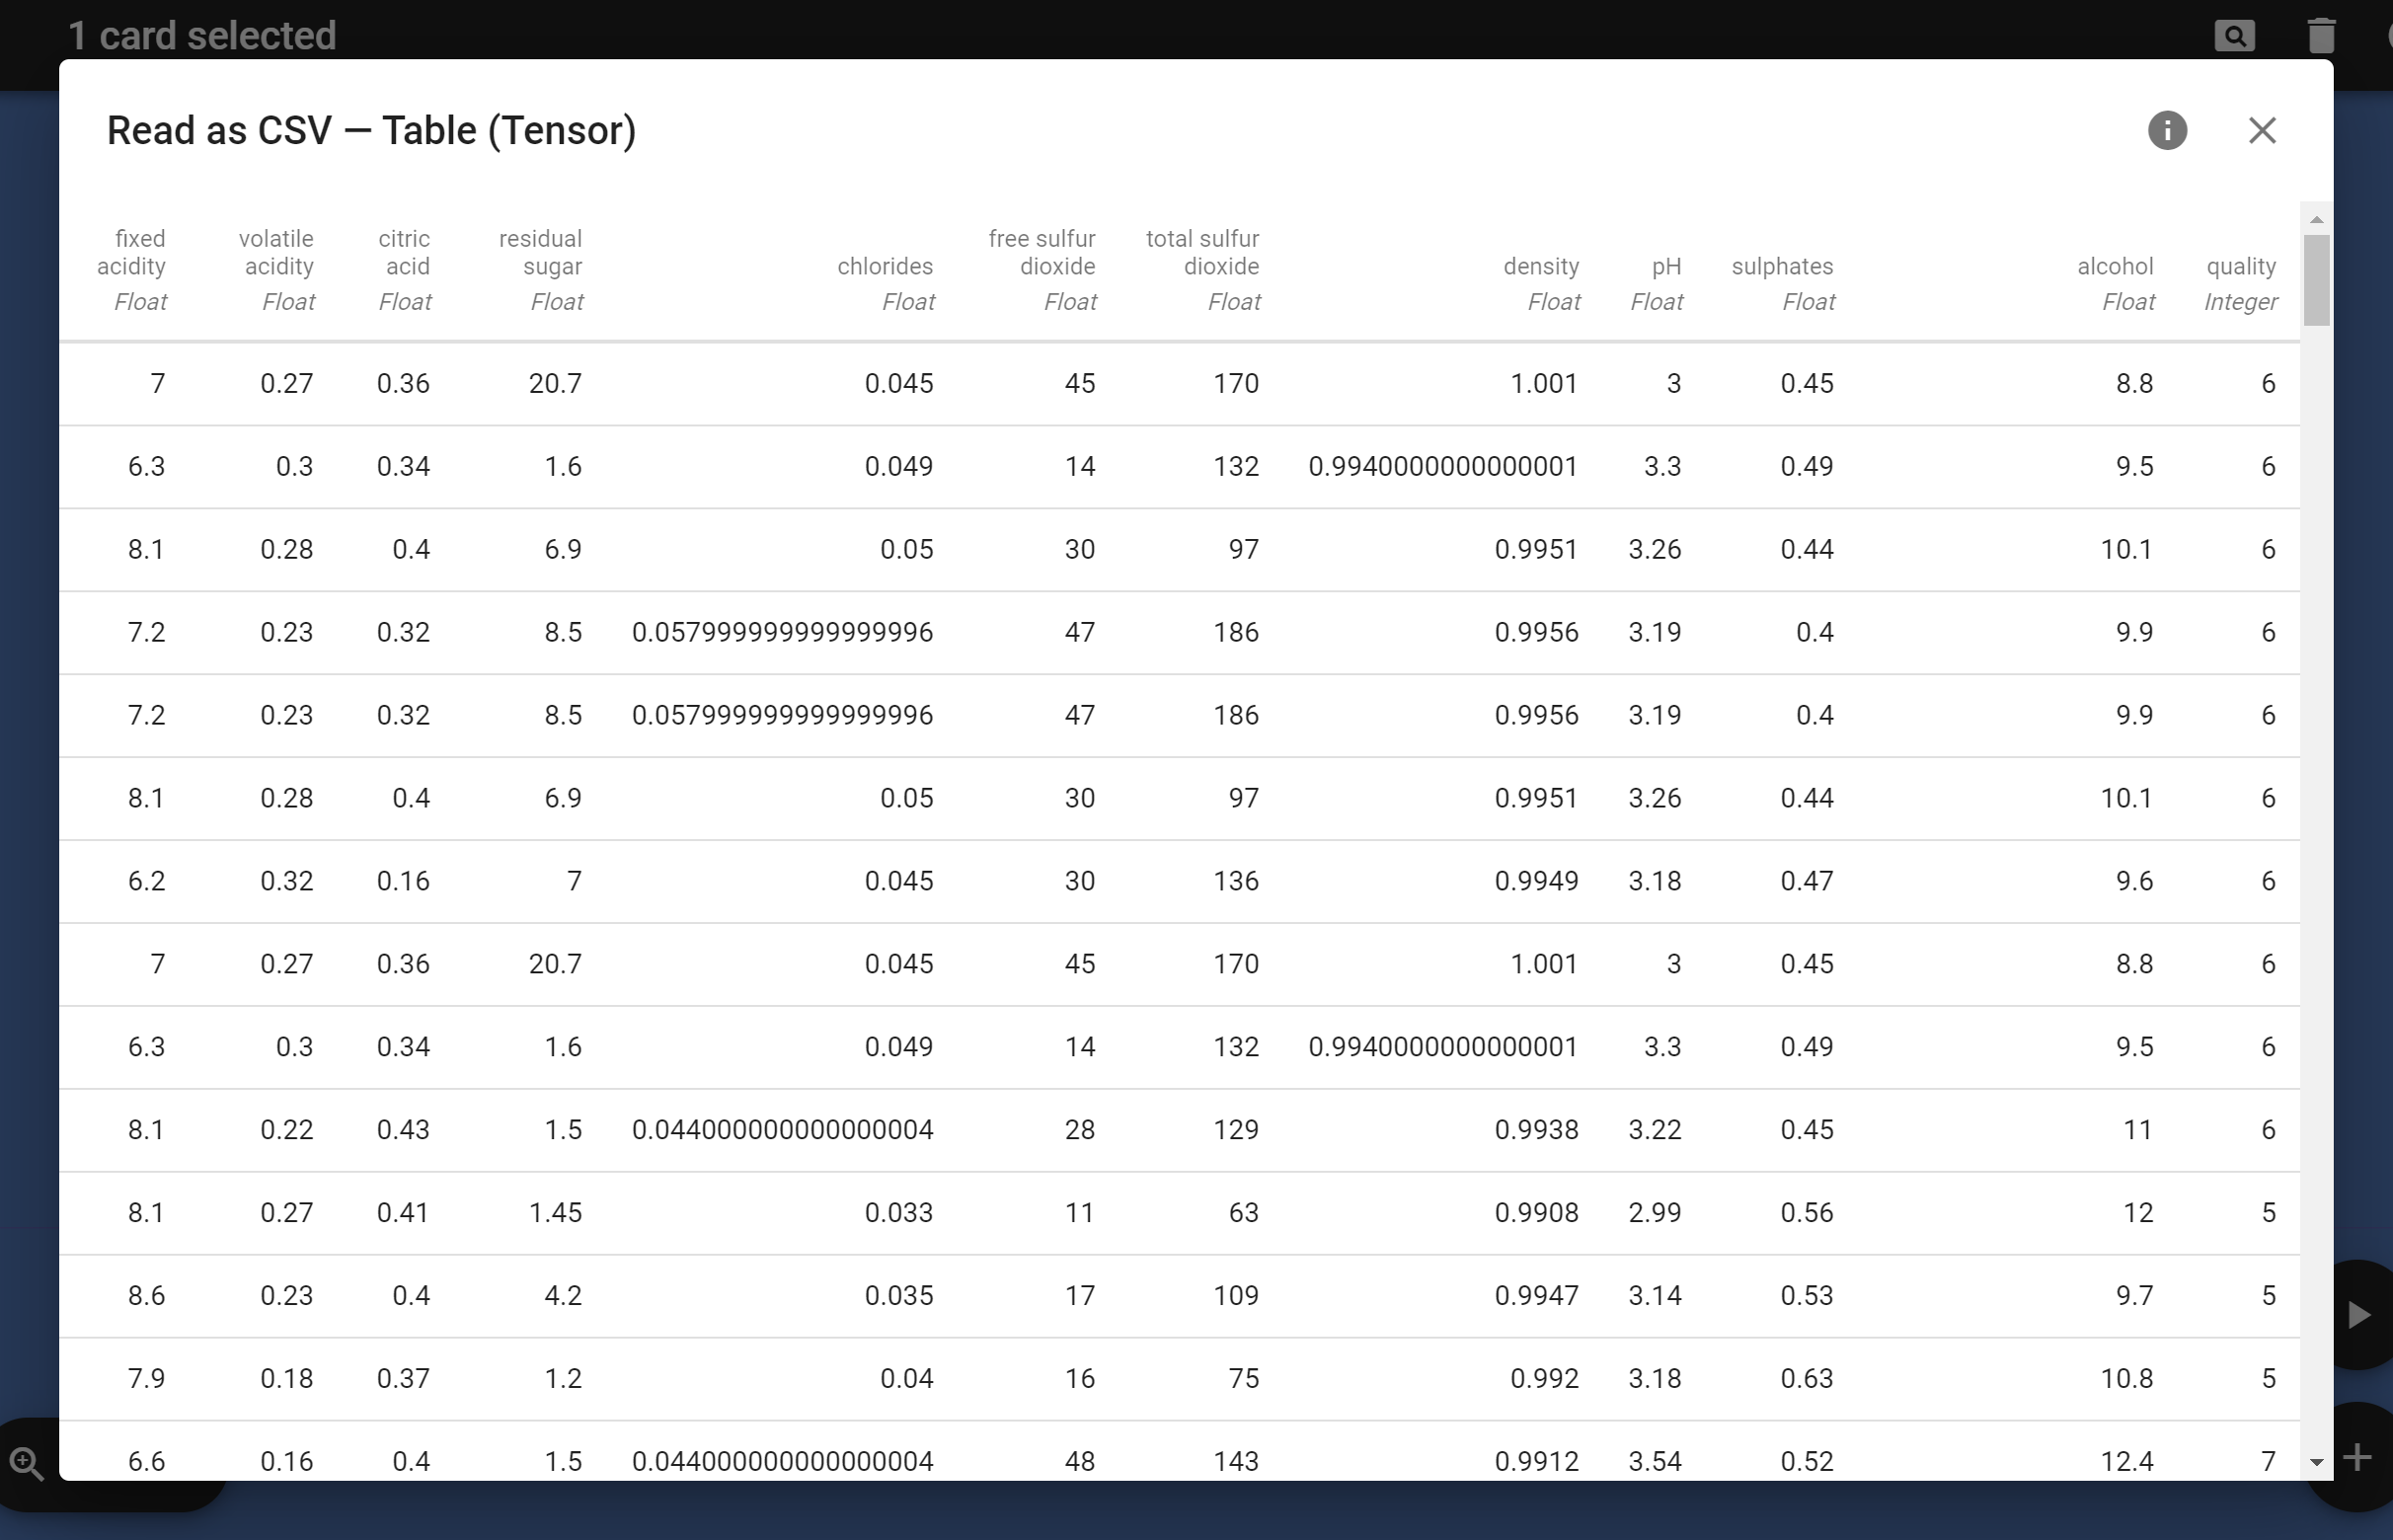 1 card selected
Read as CSV — Table (Tensor)
fixed acidity Float volatile acidity Float citric acid Float residual sugar Float chlorides Float free sulfur dioxide Float total sulfur dioxide Float density Float pH Float sulphates Float alcohol Float quality Integer
7 0.27 0.36 20.7 0.045 45 170 1.001 3 0.45 8.8 6
6.3 0.3 0.34 1.6 0.049 14 132 0.9940000000000001 3.3 0.49 9.5 6
8.1 0.28 0.4 6.9 0.05 30 97 0.9951 3.26 0.44 10.1 6
7.2 0.23 0.32 8.5 0.057999999999999996 47 186 0.9956 3.19 0.4 9.9 6
7.2 0.23 0.32 8.5 0.057999999999999996 47 186 0.9956 3.19 0.4 9.9 6
8.1 0.28 0.4 6.9 0.05 30 97 0.9951 3.26 0.44 10.1 6
6.2 0.32 0.16 7 0.045 30 136 0.9949 3.18 0.47 9.6 6
7 0.27 0.36 20.7 0.045 45 170 1.001 3 0.45 8.8 6
6.3 0.3 0.34 1.6 0.049 14 132 0.9940000000000001 3.3 0.49 9.5 6
8.1 0.22 0.43 1.5 0.044000000000000004 28 129 0.9938 3.22 0.45 11 6
8.1 0.27 0.41 1.45 0.033 11 63 0.9908 2.99 0.56 12 5
8.6 0.23 0.4 4.2 0.035 17 109 0.9947 3.14 0.53 9.7 5
7.9 0.18 0.37 1.2 0.04 16 75 0.992 3.18 0.63 10.8 5
6.6 0.16 0.4 1.5 0.044000000000000004 48 143 0.9912 3.54 0.52 12.4 7